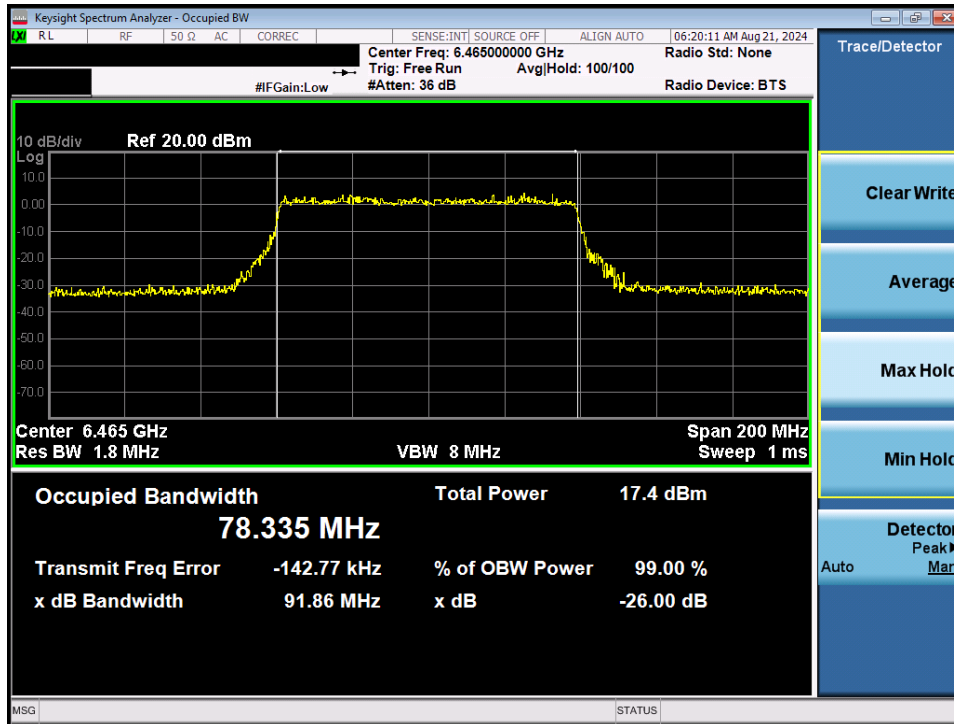 Keysight Spectrum Analyzer - Occupied BW
LXI RL RF 50 Ω AC CORREC SENSE:INT SOURCE OFF ALIGN AUTO 06:20:11 AM Aug 21, 2024
Center Freq: 6.465000000 GHz Radio Std: None
Trig: Free Run Avg|Hold: 100/100
#IFGain:Low #Atten: 36 dB Radio Device: BTS
10 dB/div Ref 20.00 dBm
Log
10.0
0.00
-10.0
-20.0
-30.0
-40.0
-50.0
-60.0
-70.0
Center 6.465 GHz Span 200 MHz
Res BW 1.8 MHz VBW 8 MHz Sweep 1 ms
Occupied Bandwidth Total Power 17.4 dBm
78.335 MHz
Transmit Freq Error -142.77 kHz % of OBW Power 99.00 %
x dB Bandwidth 91.86 MHz x dB -26.00 dB
MSG STATUS
Trace/Detector
Clear Write
Average
Max Hold
Min Hold
Detector
Peak
Auto Man